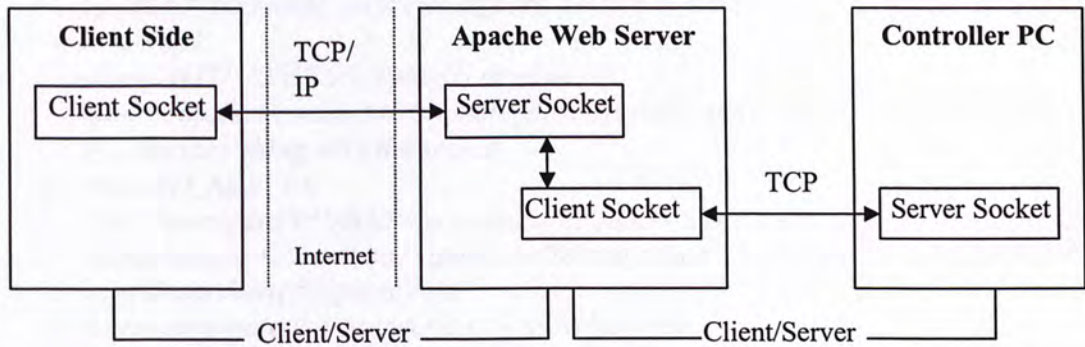 Client Side
Apache Web Server
Controller PC
TCP/
IP
Client Socket
Server Socket
TCP
Client Socket
Server Socket
Internet
Client/Server
Client/Server